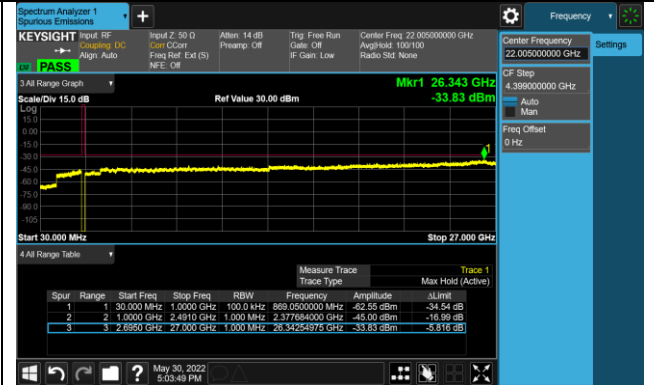 Spectrum Analyzer 1
Spurious Emissions
Frequency
KEYSIGHT
Input: RF
Coupling: DC
Align: Auto
Input Z: 50 Ω
Corr CCorr
Freq Ref: Ext (S)
NFE: Off
Atten: 14 dB
Preamp: Off
Trig: Free Run
Gate: Off
IF Gain: Low
Center Freq: 22.005000000 GHz
Avg|Hold: 100/100
Radio Std: None
PASS
Center Frequency
22.005000000 GHz
Settings
CF Step
4.399000000 GHz
Auto
Man
Freq Offset
0 Hz
3 All Range Graph
Mkr1 26.343 GHz
Scale/Div 15.0 dB
Ref Value 30.00 dBm
-33.83 dBm
Log
15.0
0.00
-15.0
-30.0
-45.0
-60.0
-75.0
-90.0
-105
1
Start 30.000 MHz
Stop 27.000 GHz
4 All Range Table
Measure Trace Trace 1
Trace Type Max Hold (Active)
Spur Range Start Freq Stop Freq RBW Frequency Amplitude ΔLimit
1 1 30.000 MHz 1.0000 GHz 100.0 kHz 869.0500000 MHz -62.55 dBm -34.54 dB
2 2 1.0000 GHz 2.4910 GHz 1.000 MHz 2.377684000 GHz -45.00 dBm -16.99 dB
3 3 2.6950 GHz 27.000 GHz 1.000 MHz 26.34254975 GHz -33.83 dBm -5.816 dB
?
May 30, 2022
5:03:49 PM